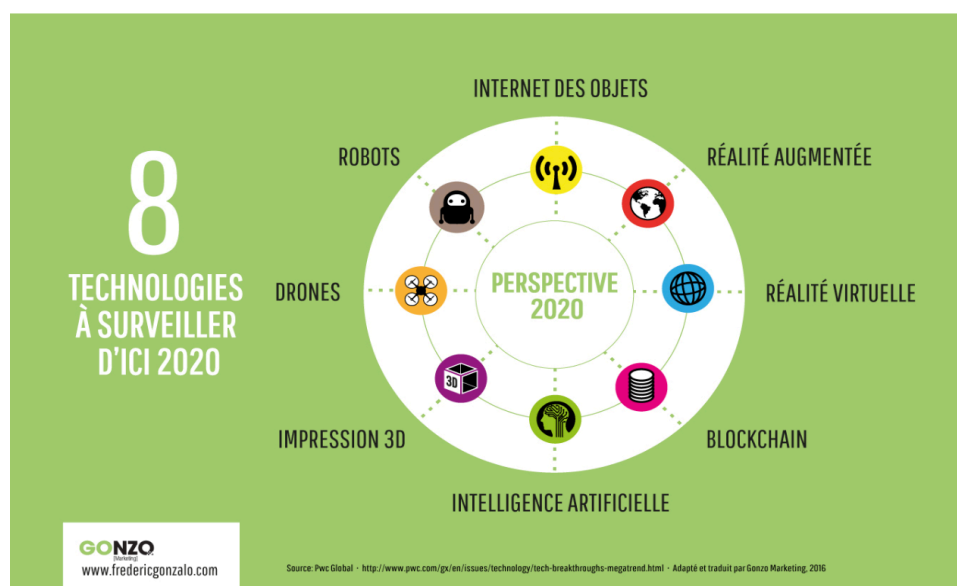 8
TECHNOLOGIES
À SURVEILLER
D'ICI 2020
INTERNET DES OBJETS
ROBOTS
RÉALITÉ AUGMENTÉE
DRONES
PERSPECTIVE
2020
RÉALITÉ VIRTUELLE
3D
IMPRESSION 3D
BLOCKCHAIN
INTELLIGENCE ARTIFICIELLE
GONZO
[Marketing]
www.fredericgonzalo.com
Source: Pwc Global - http://www.pwc.com/gx/en/issues/technology/tech-breakthroughs-megatrend.html - Adapté et traduit par Gonzo Marketing, 2016